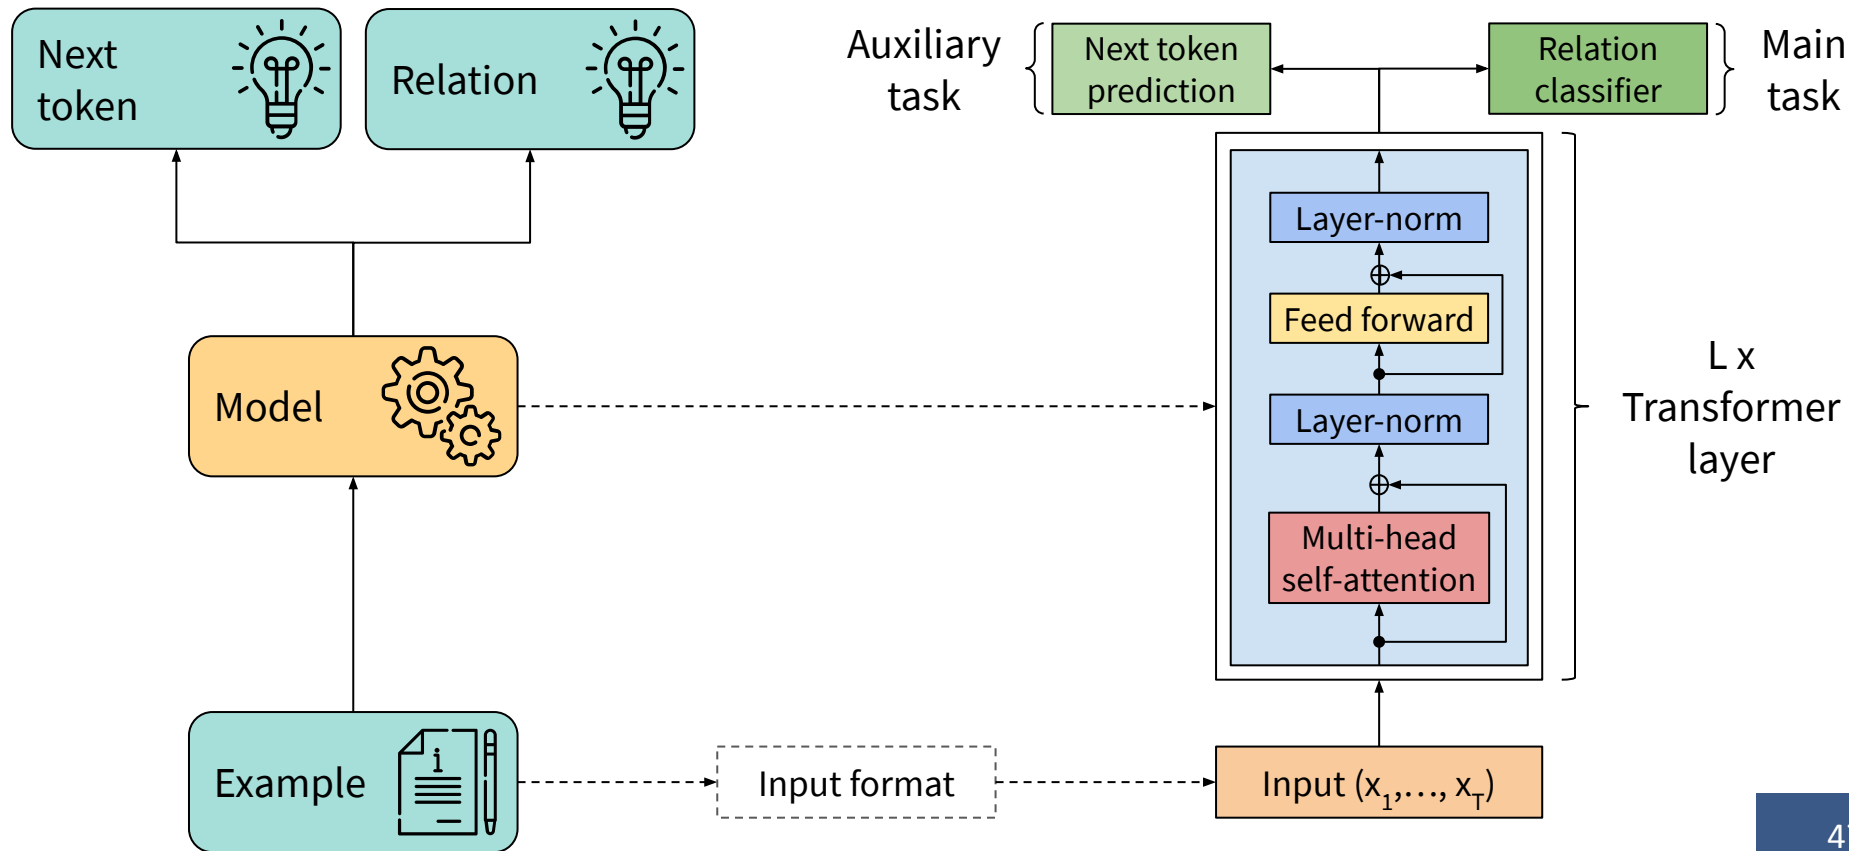 Next
token
Relation
Auxiliary
task
Next token
prediction
Relation
classifier
Main
task
Layer-norm
Feed forward
Layer-norm
Multi-head
self-attention
L x
Transformer
layer
Model
Example
Input format
Input (x₁,…, x_T)